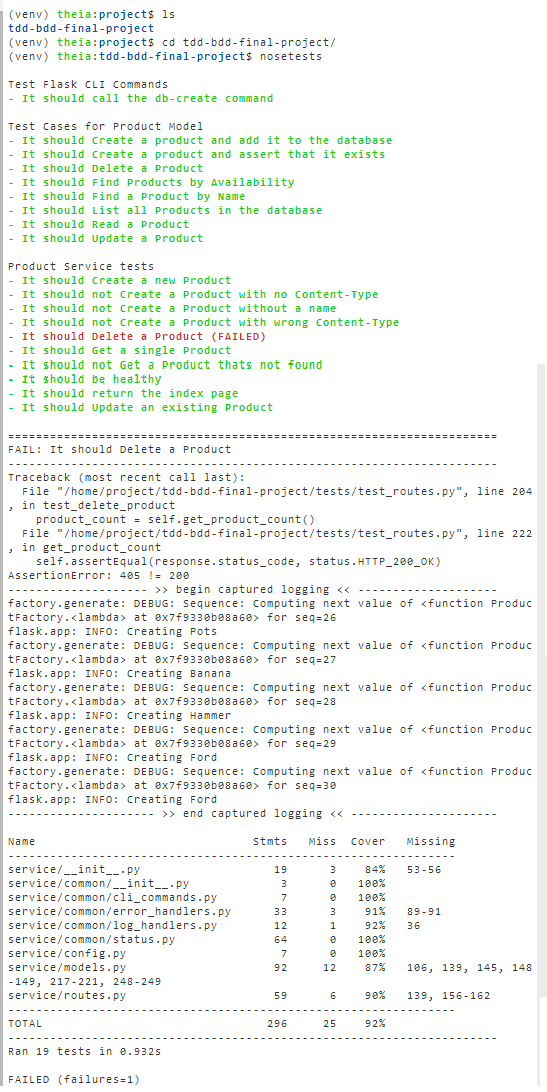 (venv) theia:project$ ls
tdd-bdd-final-project
(venv) theia:project$ cd tdd-bdd-final-project/
(venv) theia:tdd-bdd-final-project$ nosetests
Test Flask CLI Commands
- It should call the db-create command
Test Cases for Product Model
- It should Create a product and add it to the database
- It should Create a product and assert that it exists
- It should Delete a Product
- It should Find Products by Availability
- It should Find a Product by Name
- It should List all Products in the database
- It should Read a Product
- It should Update a Product
Product Service tests
- It should Create a new Product
- It should not Create a Product with no Content-Type
- It should not Create a Product without a name
- It should not Create a Product with wrong Content-Type
- It should Delete a Product (FAILED)
- It should Get a single Product
- It should not Get a Product thats not found
- It should be healthy
- It should return the index page
- It should Update an existing Product
======================================================================
FAIL: It should Delete a Product
----------------------------------------------------------------------
Traceback (most recent call last):
  File "/home/project/tdd-bdd-final-project/tests/test_routes.py", line 204
, in test_delete_product
    product_count = self.get_product_count()
  File "/home/project/tdd-bdd-final-project/tests/test_routes.py", line 222
, in get_product_count
    self.assertEqual(response.status_code, status.HTTP_200_OK)
AssertionError: 405 != 200
-------------------- >> begin captured logging << --------------------
factory.generate: DEBUG: Sequence: Computing next value of <function Produc
tFactory.<lambda> at 0x7f9330b08a60> for seq=26
flask.app: INFO: Creating Pots
factory.generate: DEBUG: Sequence: Computing next value of <function Produc
tFactory.<lambda> at 0x7f9330b08a60> for seq=27
flask.app: INFO: Creating Banana
factory.generate: DEBUG: Sequence: Computing next value of <function Produc
tFactory.<lambda> at 0x7f9330b08a60> for seq=28
flask.app: INFO: Creating Hammer
factory.generate: DEBUG: Sequence: Computing next value of <function Produc
tFactory.<lambda> at 0x7f9330b08a60> for seq=29
flask.app: INFO: Creating Ford
factory.generate: DEBUG: Sequence: Computing next value of <function Produc
tFactory.<lambda> at 0x7f9330b08a60> for seq=30
flask.app: INFO: Creating Ford
--------------------- >> end captured logging << ---------------------
Name                               Stmts   Miss  Cover   Missing
----------------------------------------------------------------
service/__init__.py                   19      3    84%   53-56
service/common/__init__.py             3      0   100%
service/common/cli_commands.py         7      0   100%
service/common/error_handlers.py      33      3    91%   89-91
service/common/log_handlers.py        12      1    92%   36
service/common/status.py              64      0   100%
service/config.py                      7      0   100%
service/models.py                     92     12    87%   106, 139, 145, 148
-149, 217-221, 248-249
service/routes.py                     59      6    90%   139, 156-162
----------------------------------------------------------------
TOTAL                                296     25    92%
----------------------------------------------------------------------
Ran 19 tests in 0.932s
FAILED (failures=1)